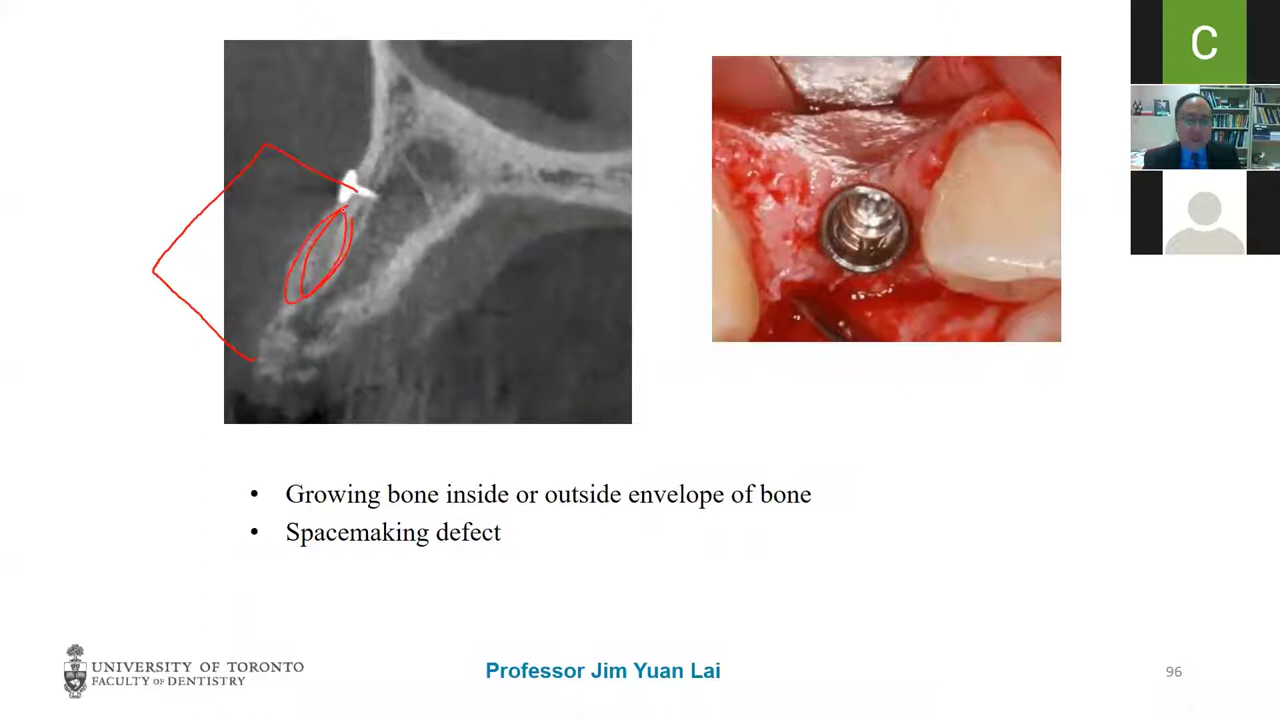 C
• Growing bone inside or outside envelope of bone
• Spacemaking defect
UNIVERSITY OF TORONTO
FACULTY OF DENTISTRY
Professor Jim Yuan Lai
96